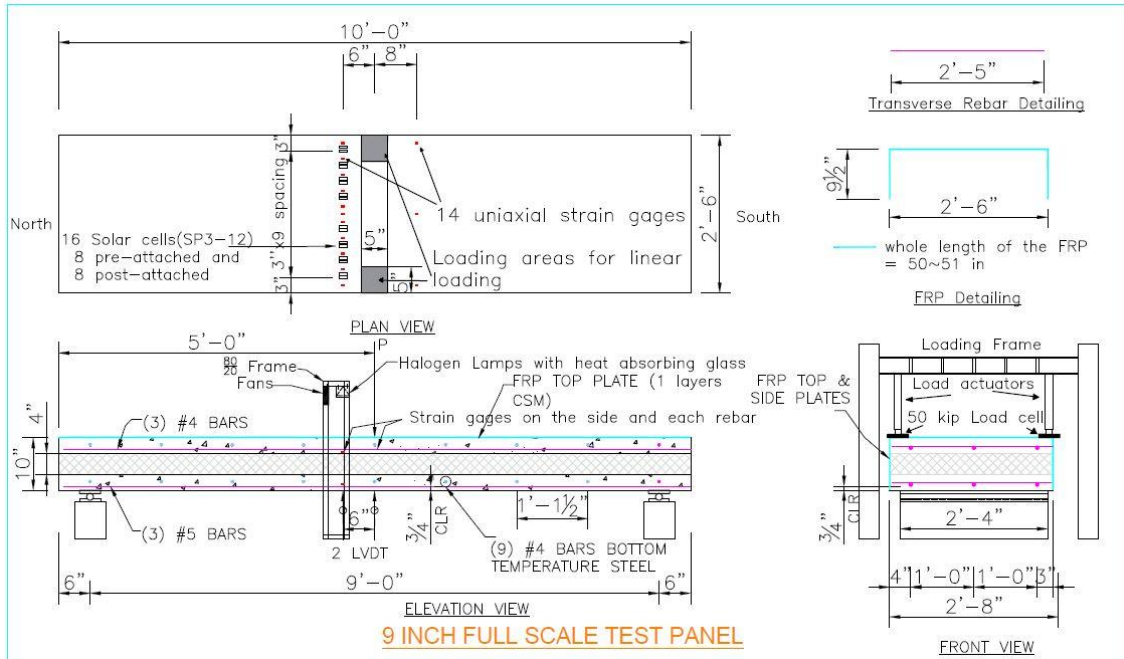 10'-0"
6" 8"
2'-5"
Transverse Rebar Detailing
3"
3"x9 spacing
3"
North
16 Solar cells(SP3-12)
8 pre-attached and
8 post-attached
14 uniaxial strain gages
5"
Loading areas for linear
loading
5"
2'-6"
South
PLAN VIEW
9½"
2'-6"
whole length of the FRP
= 50~51 in
FRP Detailing
5'-0"
P
80
20 Frame
Fans
Halogen Lamps with heat absorbing glass
FRP TOP PLATE (1 layers
CSM)
Strain gages on the side and each rebar
4"
10"
(3) #4 BARS
(3) #5 BARS
6"
2 LVDT
¾"
CLR
1'-1½"
(9) #4 BARS BOTTOM
TEMPERATURE STEEL
6" 9'-0" 6"
ELEVATION VIEW
9 INCH FULL SCALE TEST PANEL
Loading Frame
FRP TOP &
SIDE PLATES
Load actuators
50 kip Load cell
¾"
CLR
2'-4"
4" 1'-0" 1'-0" 3"
2'-8"
FRONT VIEW